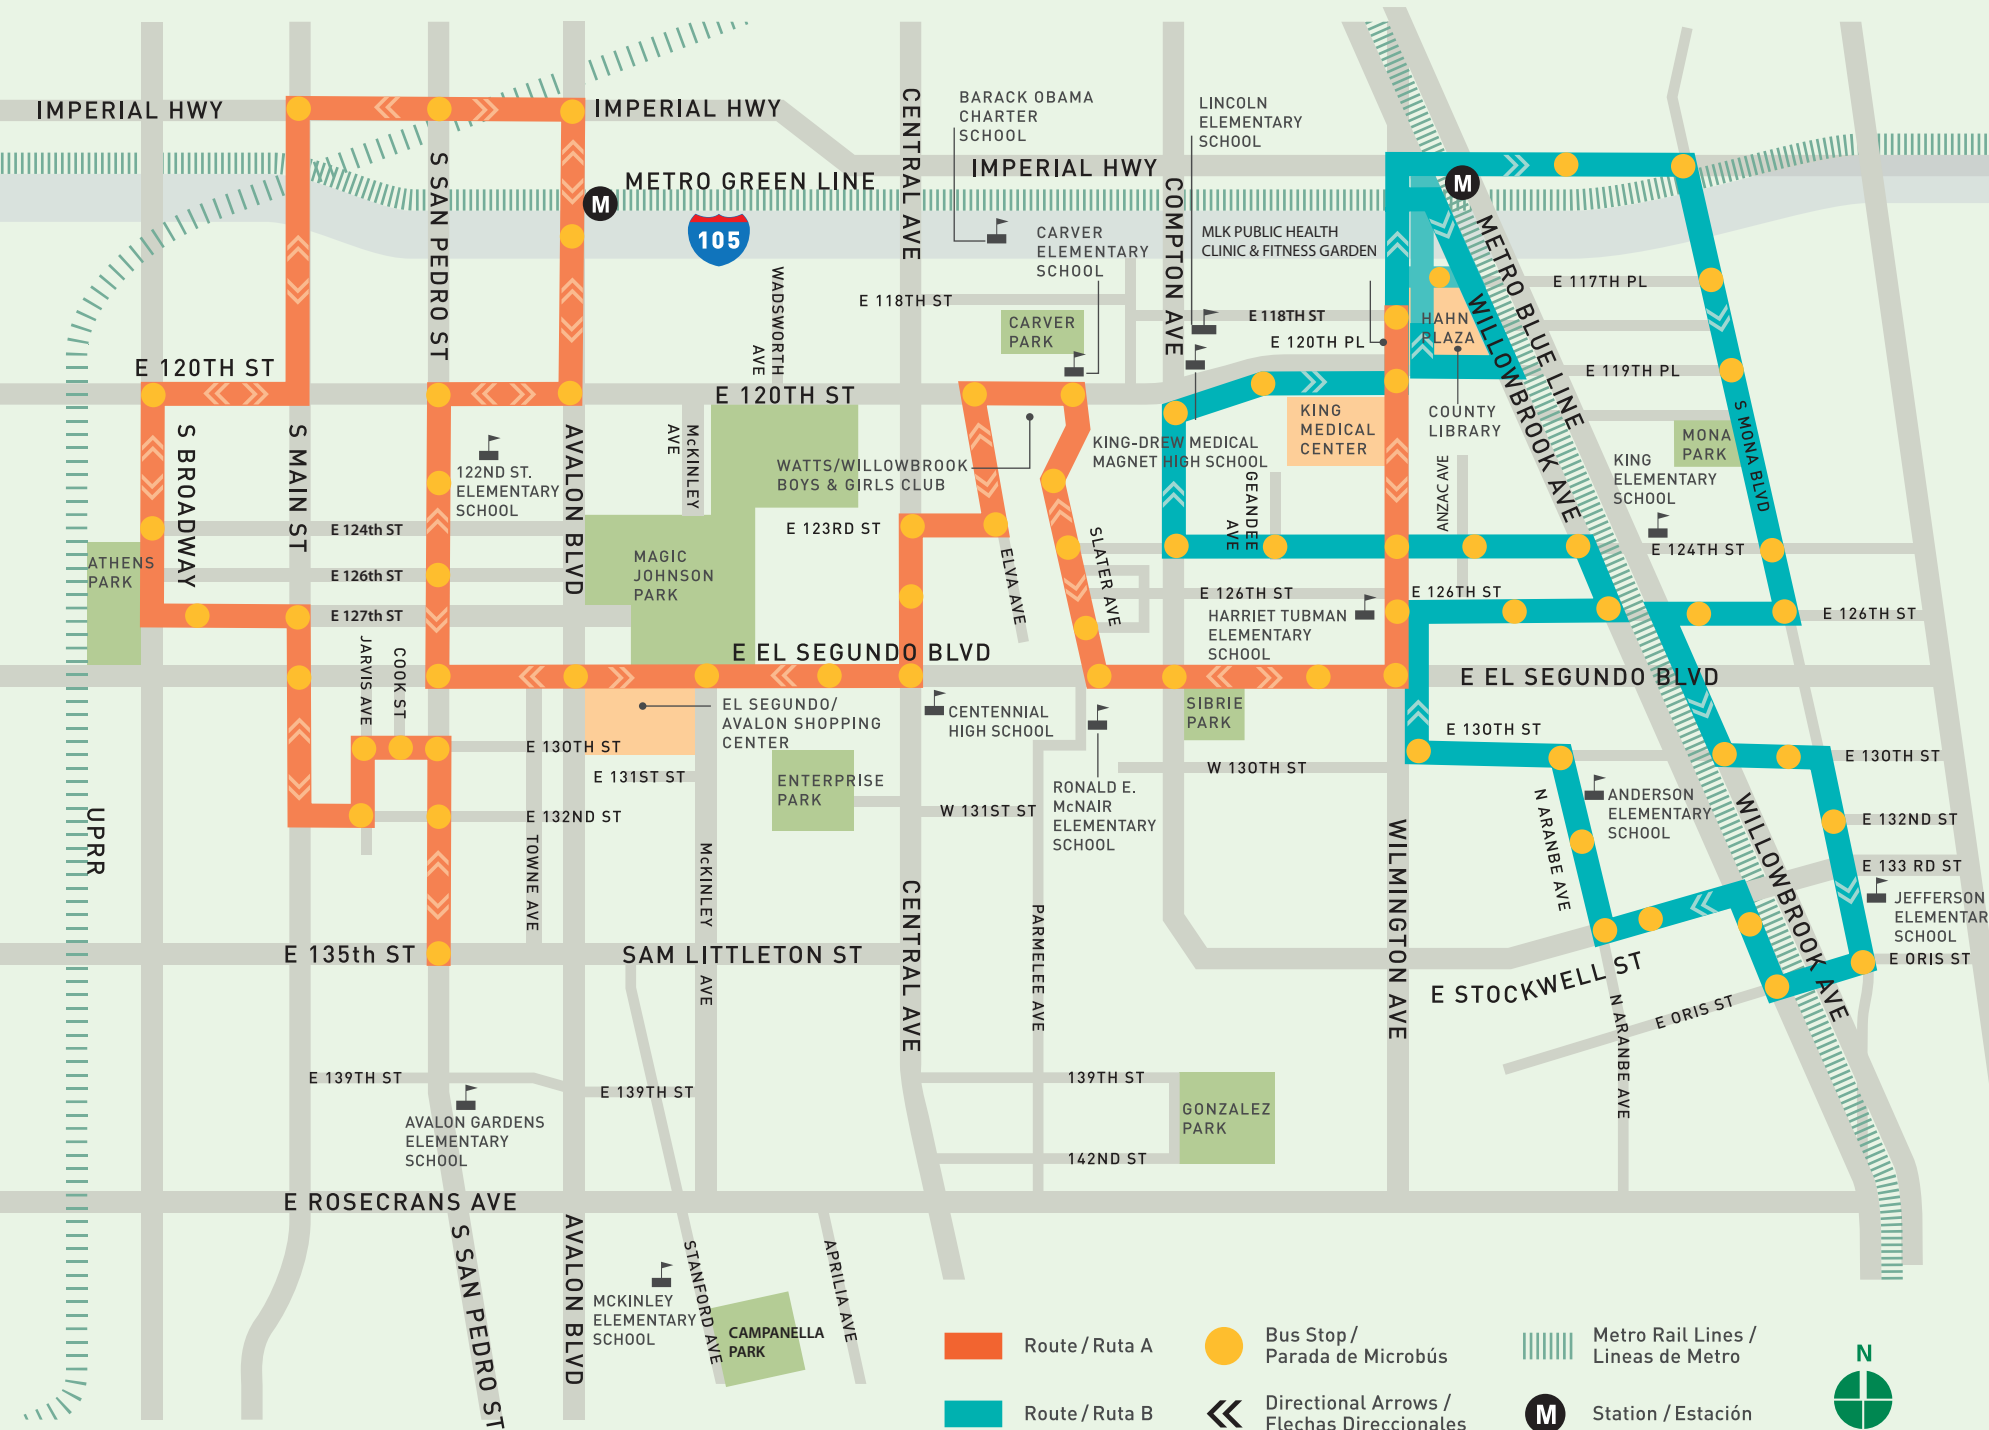 IMPERIAL HWY
IMPERIAL HWY
IMPERIAL HWY
METRO GREEN LINE
M
105
S SAN PEDRO ST
CENTRAL AVE
BARACK OBAMA
CHARTER
SCHOOL
LINCOLN
ELEMENTARY
SCHOOL
COMPTON AVE
CARVER
ELEMENTARY
SCHOOL
MLK PUBLIC HEALTH
CLINIC & FITNESS GARDEN
M
METRO BLUE LINE
WILLOWBROOK AVE
E 117TH PL
WADSWORTH
AVE
E 118TH ST
E 118TH ST
CARVER
PARK
E 120TH PL
HAHN
PLAZA
E 120TH ST
E 120TH ST
E 119TH PL
S BROADWAY
S MAIN ST
AVALON BLVD
McKINLEY
AVE
122ND ST.
ELEMENTARY
SCHOOL
WATTS/WILLOWBROOK
BOYS & GIRLS CLUB
KING-DREW MEDICAL
MAGNET HIGH SCHOOL
KING
MEDICAL
CENTER
COUNTY
LIBRARY
MONA
PARK
S MONA BLVD
KING
ELEMENTARY
SCHOOL
ANZAC AVE
GEANDEE
AVE
E 124th ST
E 123RD ST
E 124TH ST
ATHENS
PARK
E 126th ST
MAGIC
JOHNSON
PARK
ELVA AVE
SLATER AVE
E 126TH ST
E 126TH ST
E 126TH ST
E 127th ST
HARRIET TUBMAN
ELEMENTARY
SCHOOL
JARVIS AVE
COOK ST
E EL SEGUNDO BLVD
E EL SEGUNDO BLVD
EL SEGUNDO/
AVALON SHOPPING
CENTER
CENTENNIAL
HIGH SCHOOL
SIBRIE
PARK
E 130TH ST
E 130TH ST
E 130TH ST
W 130TH ST
E 131ST ST
ENTERPRISE
PARK
W 131ST ST
RONALD E.
McNAIR
ELEMENTARY
SCHOOL
E 132ND ST
E 132ND ST
ANDERSON
ELEMENTARY
SCHOOL
N ARANBE AVE
UPRR
TOWNE AVE
McKINLEY
AVE
WILMINGTON AVE
WILLOWBROOK AVE
E 133 RD ST
JEFFERSON
ELEMENTAR
SCHOOL
CENTRAL AVE
PARMELEE AVE
E 135th ST
SAM LITTLETON ST
E STOCKWELL ST
E ORIS ST
E ORIS ST
N ARANBE AVE
E 139TH ST
E 139TH ST
139TH ST
AVALON GARDENS
ELEMENTARY
SCHOOL
GONZALEZ
PARK
142ND ST
E ROSECRANS AVE
S SAN PEDRO ST
AVALON BLVD
STANFORD AVE
APRILIA AVE
MCKINLEY
ELEMENTARY
SCHOOL
CAMPANELLA
PARK
Route / Ruta A
Bus Stop /
Parada de Microbús
Metro Rail Lines /
Lineas de Metro
N
Route / Ruta B
Directional Arrows /
Flechas Direccionales
M
Station / Estación